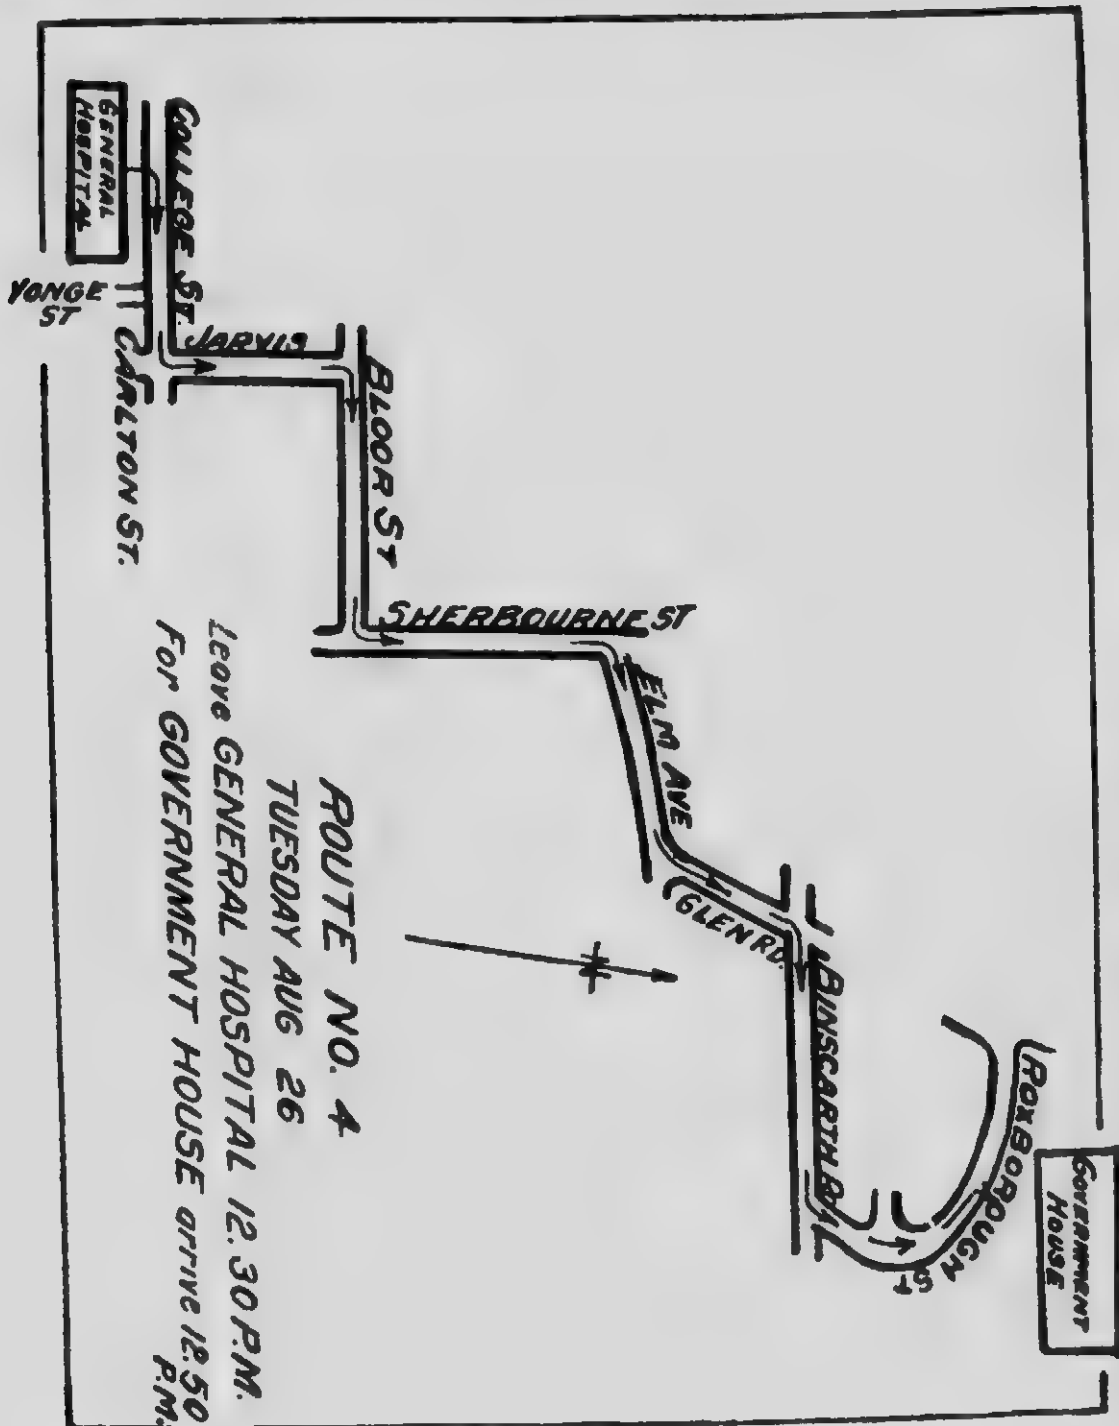 GENERAL
HOSPITAL
COLLEGE ST.
YONGE
ST
CARLTON ST.
JARVIS
BLOOR ST
SHERBOURNE ST
ELM AVE
GLEN RD.
BINSCARTH RD
ROXBOROUGH ST
GOVERNMENT
HOUSE
ROUTE NO. 4
TUESDAY AUG 26
Leave GENERAL HOSPITAL 12.30 P.M.
For GOVERNMENT HOUSE arrive 12.50
P.M.